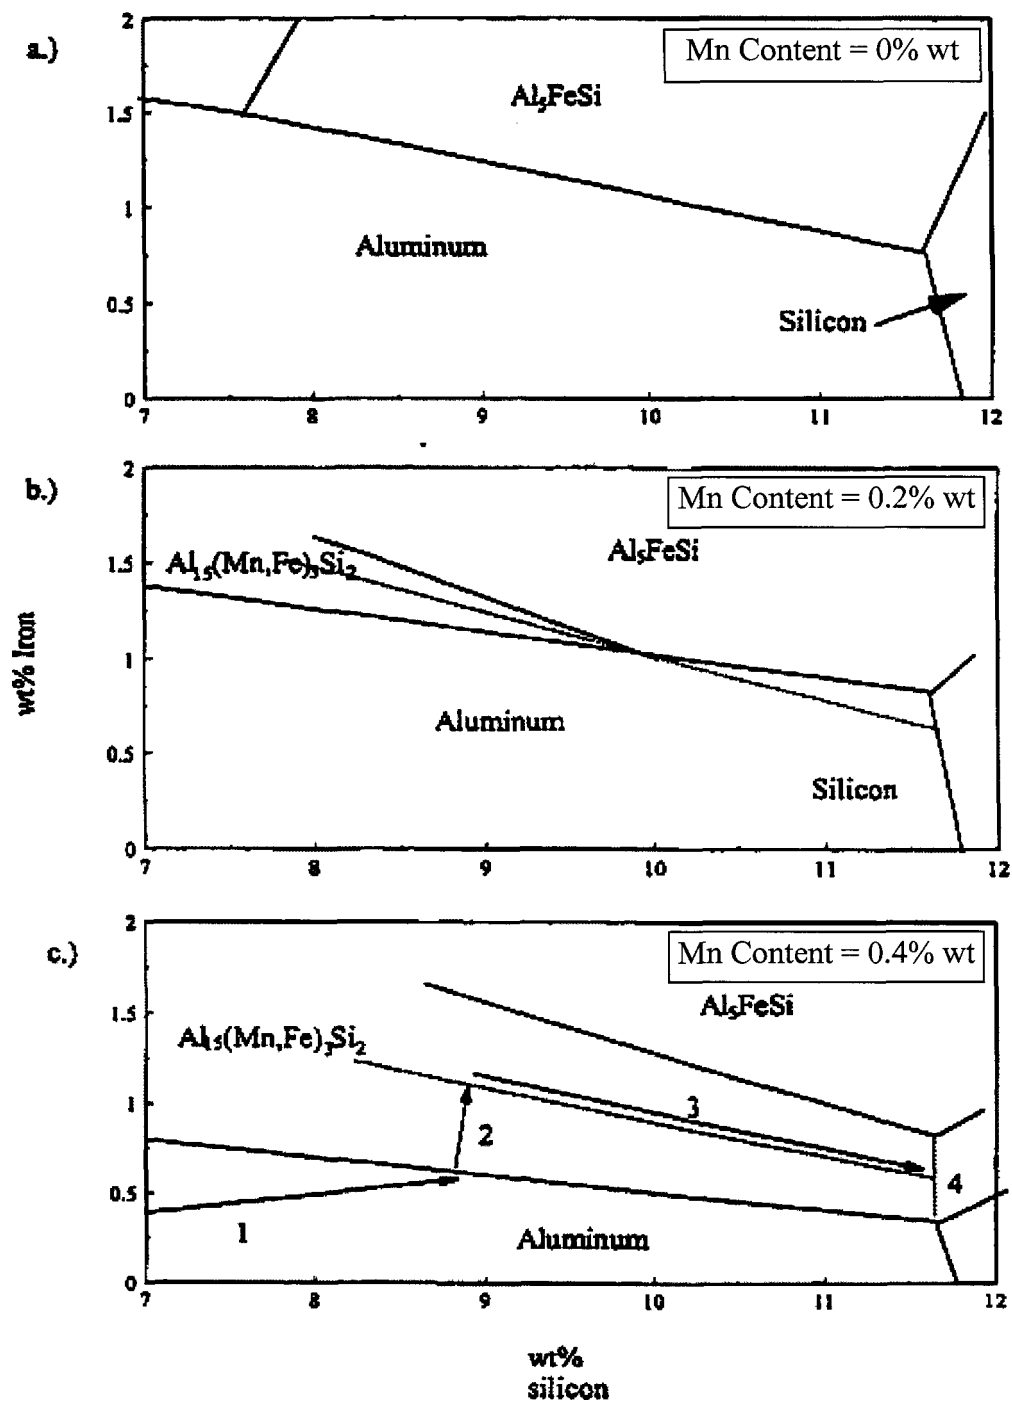 a.)
Mn Content = 0% wt
Al5FeSi
Aluminum
Silicon
2
1.5
1
0.5
0
7 8 9 10 11 12
b.)
Mn Content = 0.2% wt
Al5FeSi
Al15(Mn,Fe)3Si2
Aluminum
Silicon
2
1.5
1
0.5
0
7 8 9 10 11 12
wt% Iron
c.)
Mn Content = 0.4% wt
Al5FeSi
Al15(Mn,Fe)3Si2
3
2
4
1
Aluminum
2
1.5
1
0.5
0
7 8 9 10 11 12
wt%
silicon